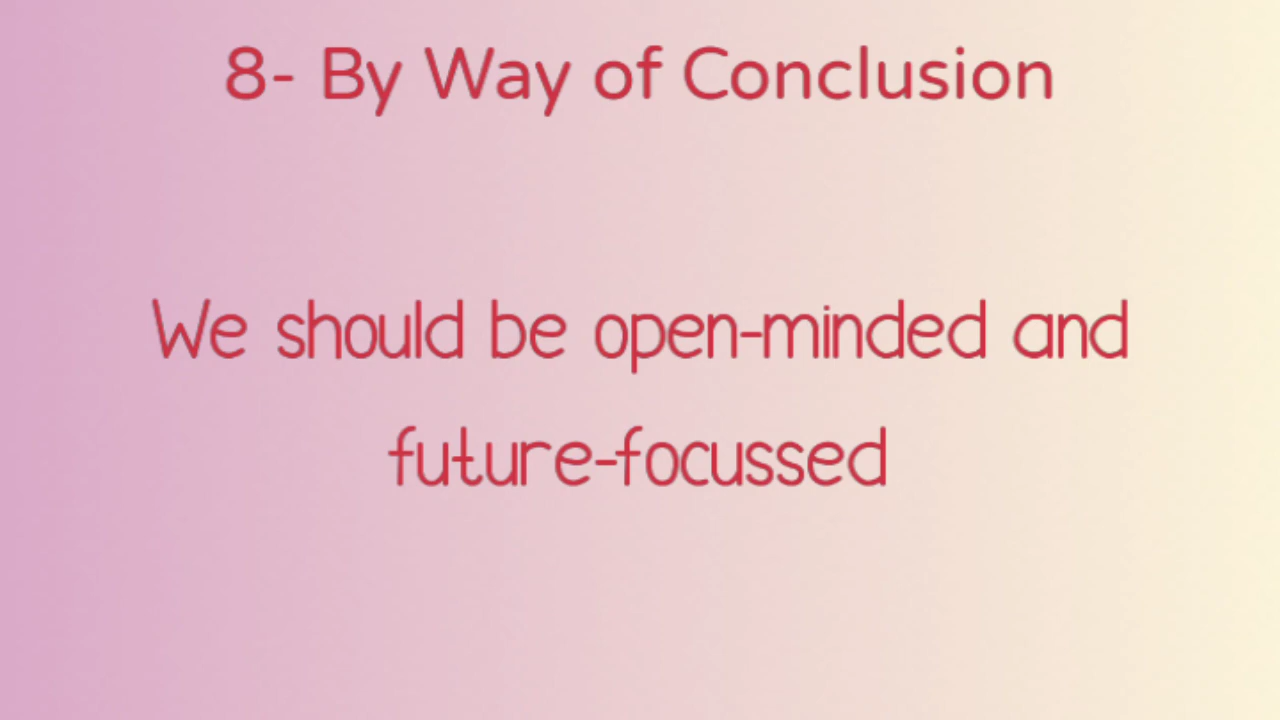 8- By Way of Conclusion
We should be open-minded and
future-focussed